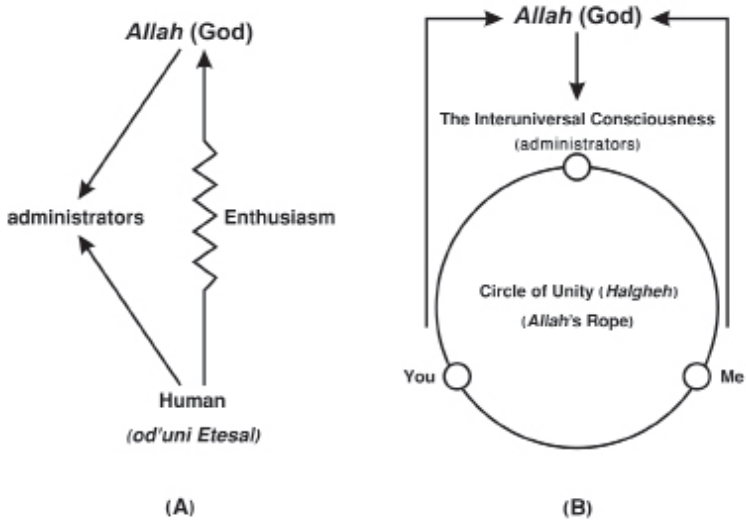 Allah (God)
administrators
Enthusiasm
Human
(od'uni Etesal)
(A)
Allah (God)
The Interuniversal Consciousness
(administrators)
Circle of Unity (Halgheh)
(Allah's Rope)
You
Me
(B)